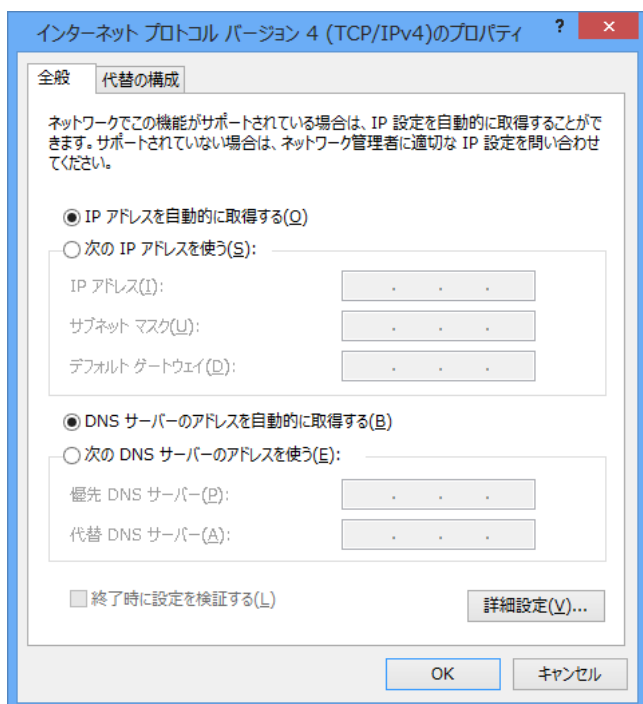 インターネット プロトコル バージョン 4 (TCP/IPv4)のプロパティ ? ×
全般 代替の構成
ネットワークでこの機能がサポートされている場合は、IP 設定を自動的に取得することがで
きます。サポートされていない場合は、ネットワーク管理者に適切な IP 設定を問い合わせ
てください。
IP アドレスを自動的に取得する(O)
次の IP アドレスを使う(S):
IP アドレス(I):
サブネット マスク(U):
デフォルト ゲートウェイ(D):
DNS サーバーのアドレスを自動的に取得する(B)
次の DNS サーバーのアドレスを使う(E):
優先 DNS サーバー(P):
代替 DNS サーバー(A):
終了時に設定を検証する(L)
詳細設定(V)...
OK キャンセル